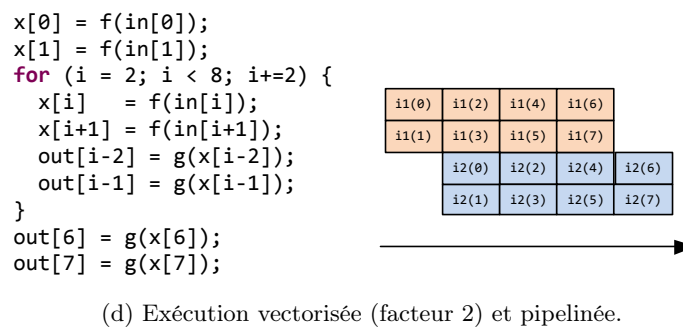 x[0] = f(in[0]);
x[1] = f(in[1]);
for (i = 2; i < 8; i+=2) {
  x[i]   = f(in[i]);
  x[i+1] = f(in[i+1]);
  out[i-2] = g(x[i-2]);
  out[i-1] = g(x[i-1]);
}
out[6] = g(x[6]);
out[7] = g(x[7]);
i1(0) i1(2) i1(4) i1(6)
i1(1) i1(3) i1(5) i1(7)
i2(0) i2(2) i2(4) i2(6)
i2(1) i2(3) i2(5) i2(7)
(d) Exécution vectorisée (facteur 2) et pipelinée.